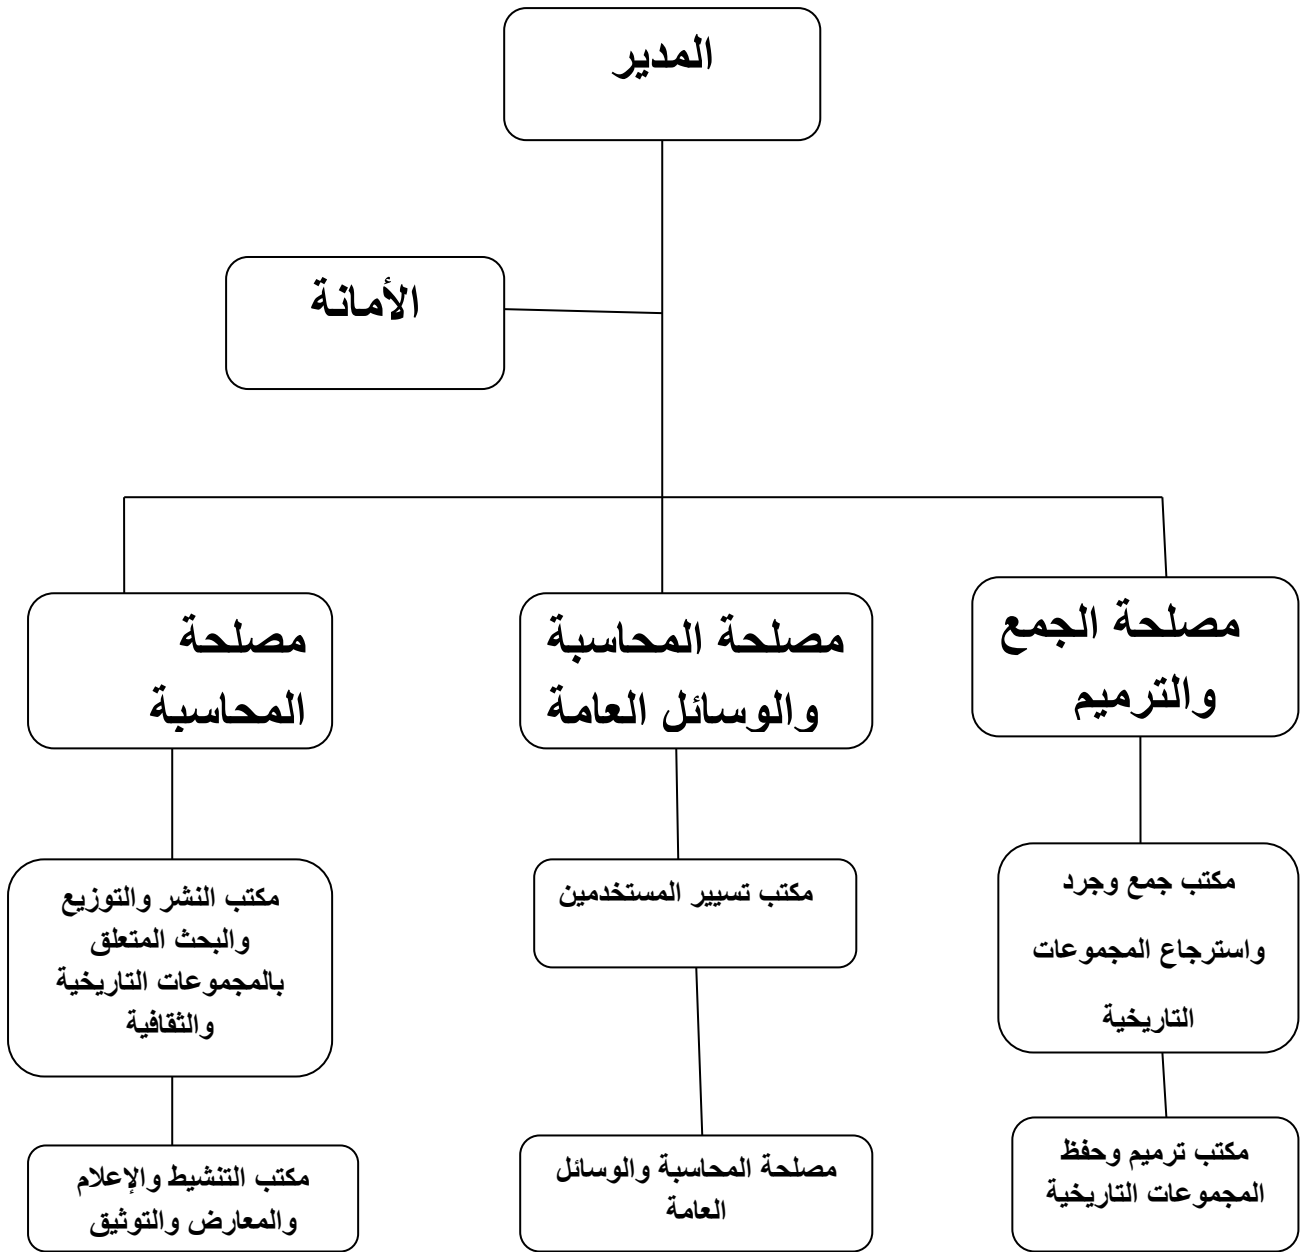 المدير
الأمانة
مصلحة الجمع
والترميم
مصلحة المحاسبة
والوسائل العامة
مصلحة
المحاسبة
مكتب جمع وجرد
واسترجاع المجموعات
التاريخية
مكتب تسيير المستخدمين
مكتب النشر والتوزيع
والبحث المتعلق
بالمجموعات التاريخية
والثقافية
مكتب ترميم وحفظ
المجموعات التاريخية
مصلحة المحاسبة والوسائل
العامة
مكتب التنشيط والإعلام
والمعارض والتوثيق